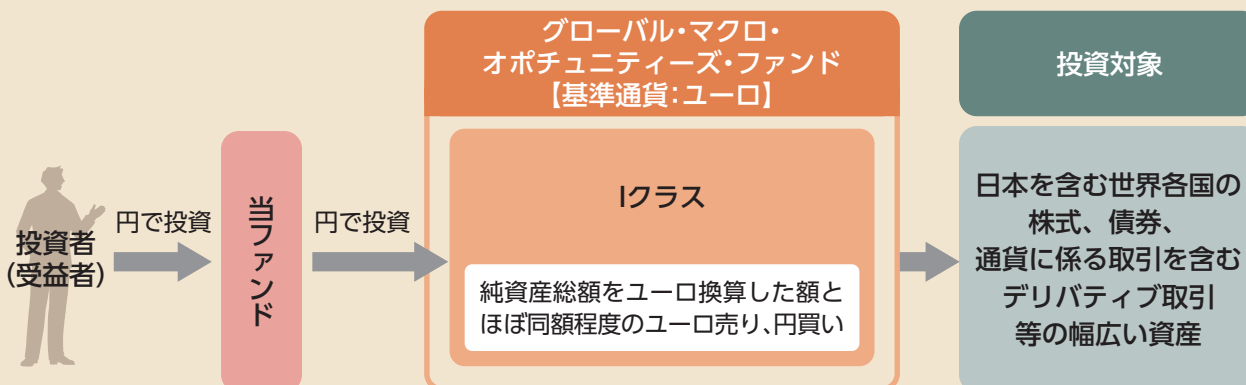 投資者
(受益者)
円で投資
当ファンド
円で投資
グローバル・マクロ・
オポチュニティーズ・ファンド
【基準通貨:ユーロ】
Iクラス
純資産総額をユーロ換算した額と
ほぼ同額程度のユーロ売り、円買い
投資対象
日本を含む世界各国の
株式、債券、
通貨に係る取引を含む
デリバティブ取引
等の幅広い資産